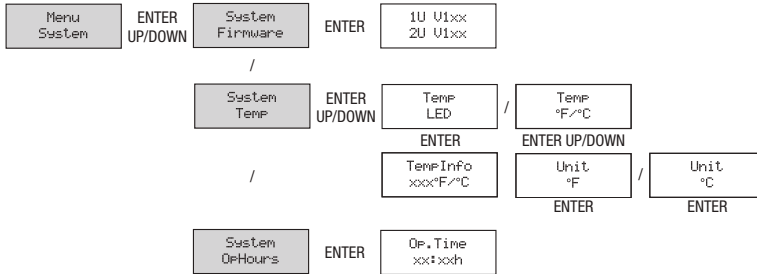 Menu
System
ENTER
UP/DOWN
System
Firmware
ENTER
1U V1xx
2U V1xx
/
System
Temp
ENTER
UP/DOWN
Temp
LED
/
Temp
°F/°C
ENTER
ENTER UP/DOWN
/
TempInfo
xxx°F/°C
Unit
°F
/
Unit
°C
ENTER
ENTER
System
OpHours
ENTER
Op.Time
xx:xxh